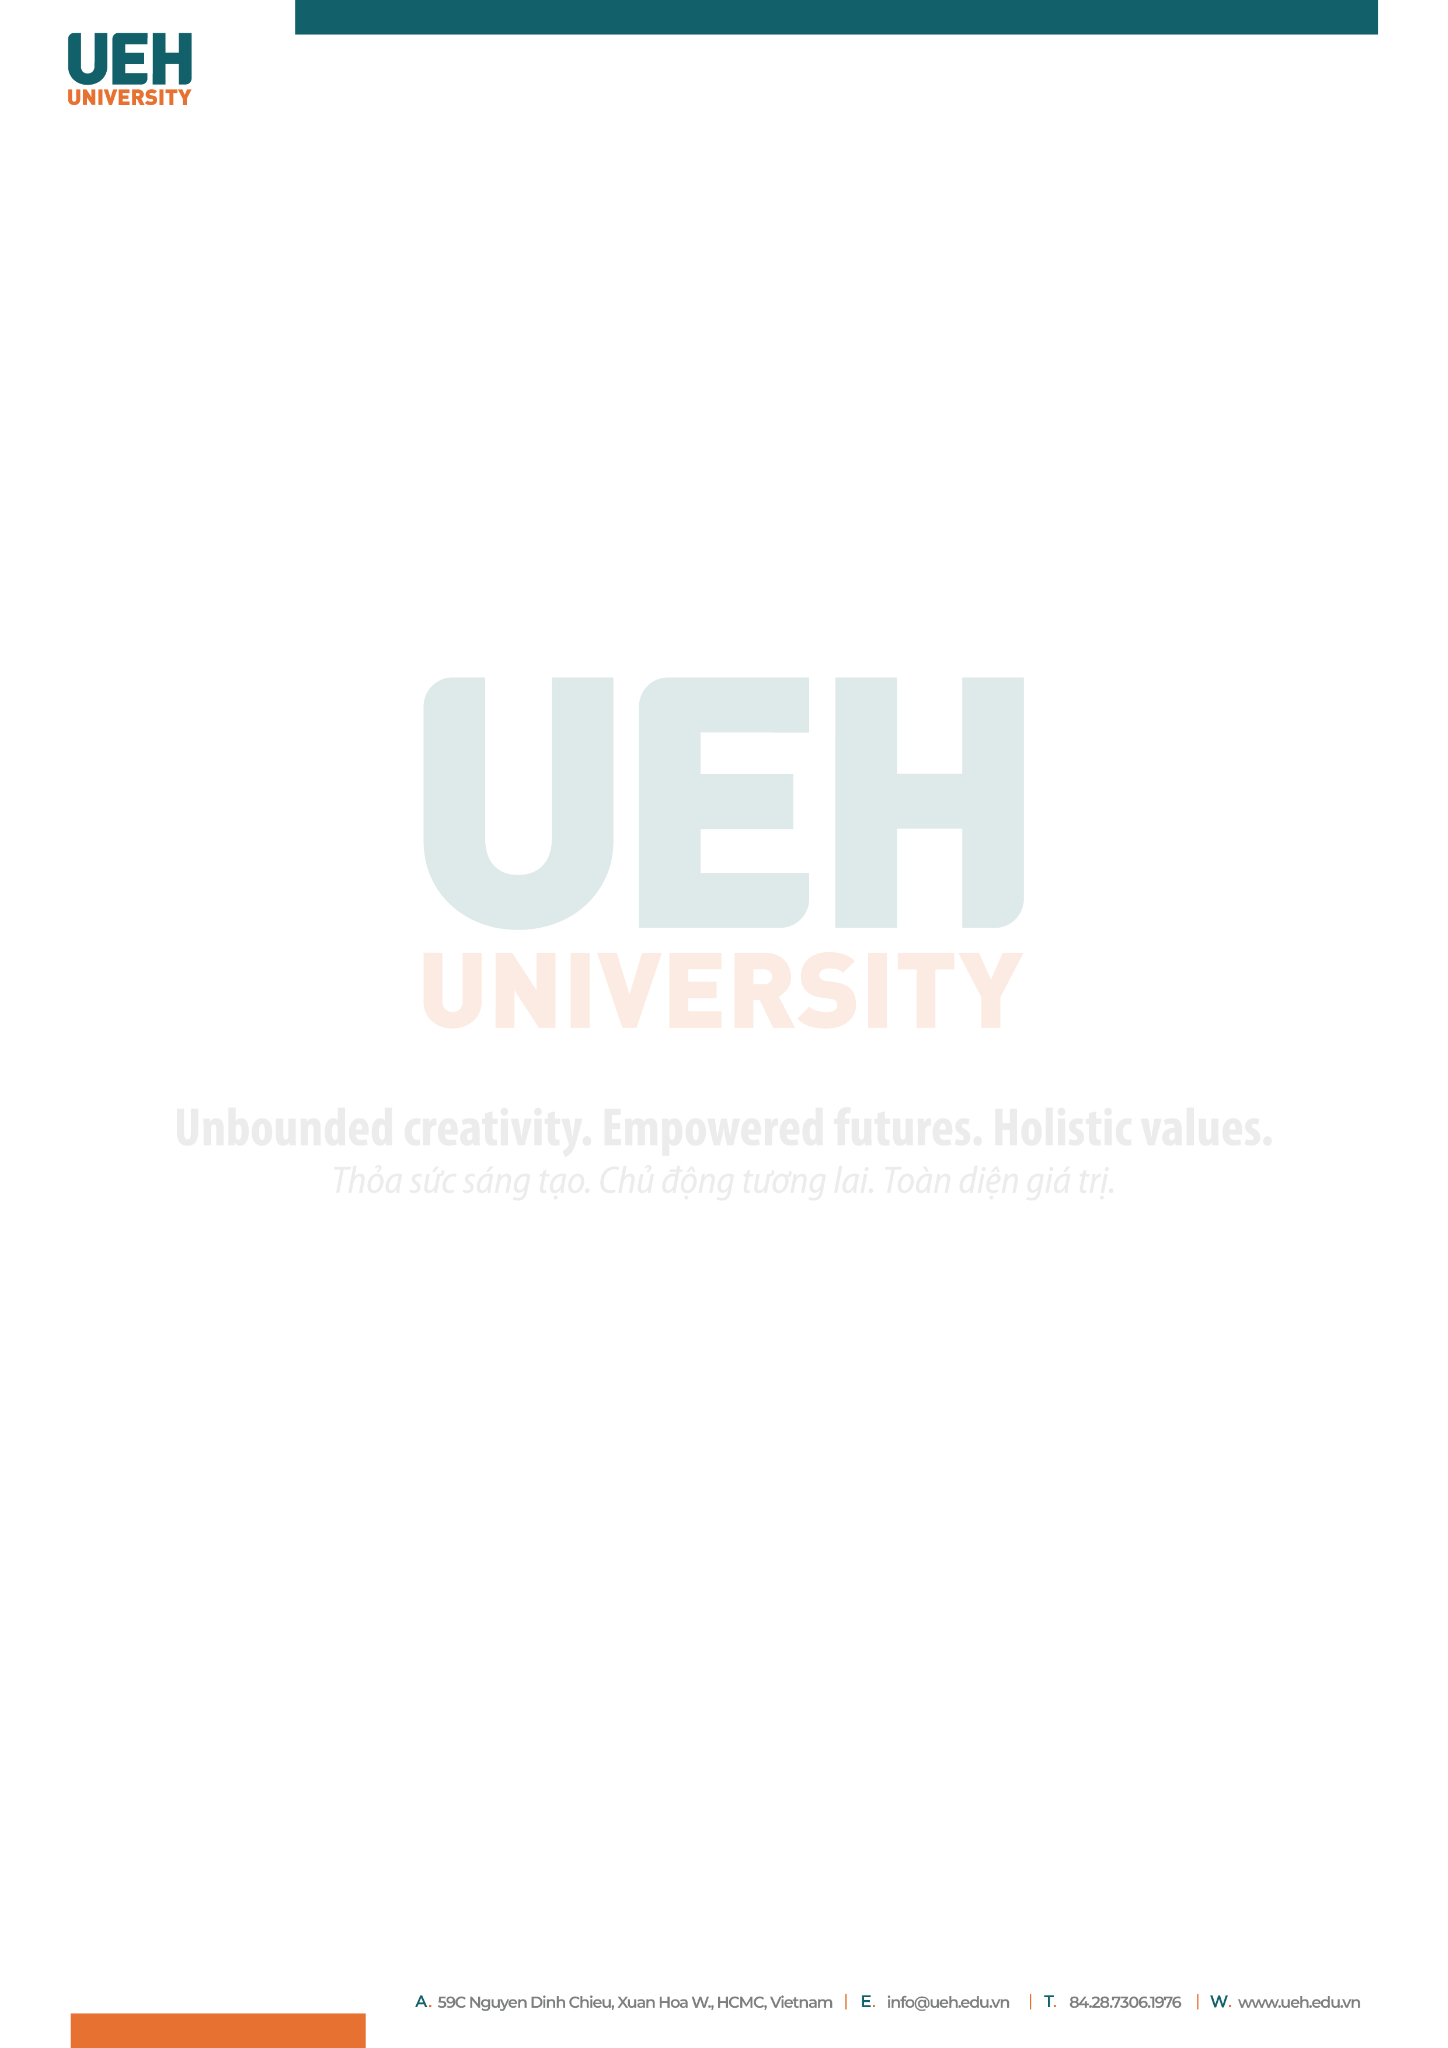 UEH
UNIVERSITY
UEH
UNIVERSITY
Unbounded creativity. Empowered futures. Holistic values.
Thỏa sức sáng tạo. Chủ động tương lai. Toàn diện giá trị.
A. 59C Nguyen Dinh Chieu, Xuan Hoa W., HCMC, Vietnam | E. info@ueh.edu.vn | T. 84.28.7306.1976 | W. www.ueh.edu.vn